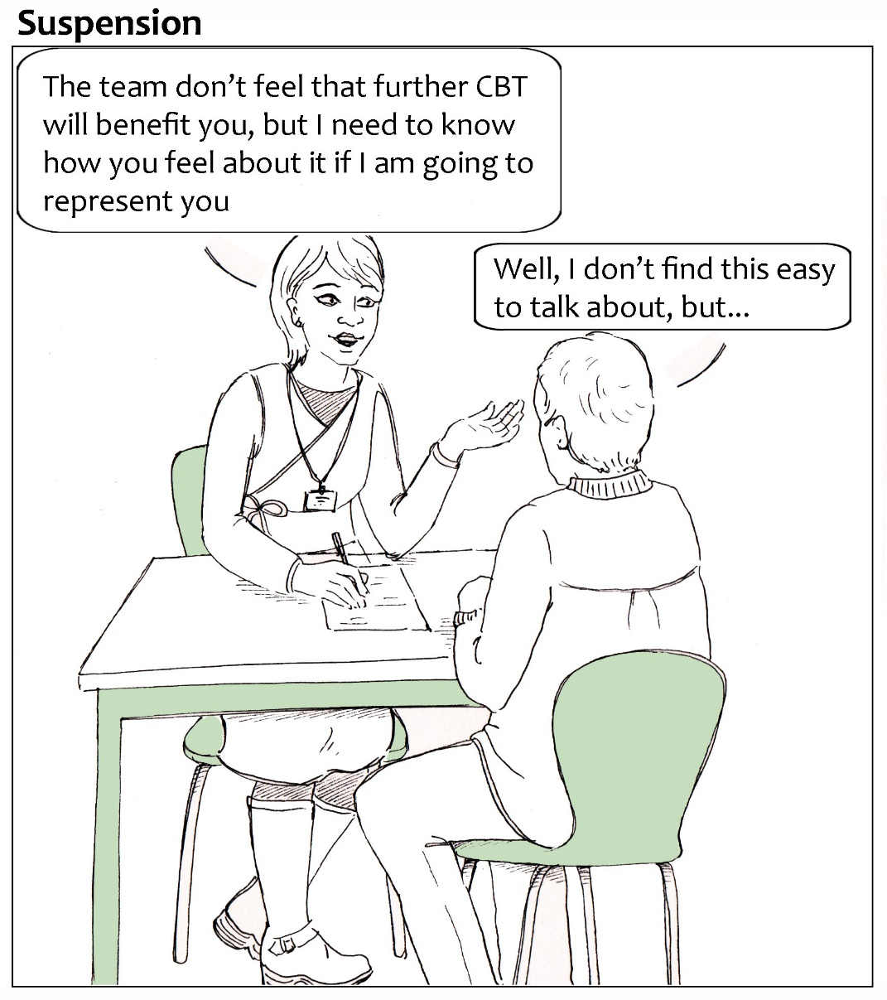 Suspension
The team don’t feel that further CBT
will benefit you, but I need to know
how you feel about it if I am going to
represent you
Well, I don’t find this easy
to talk about, but...